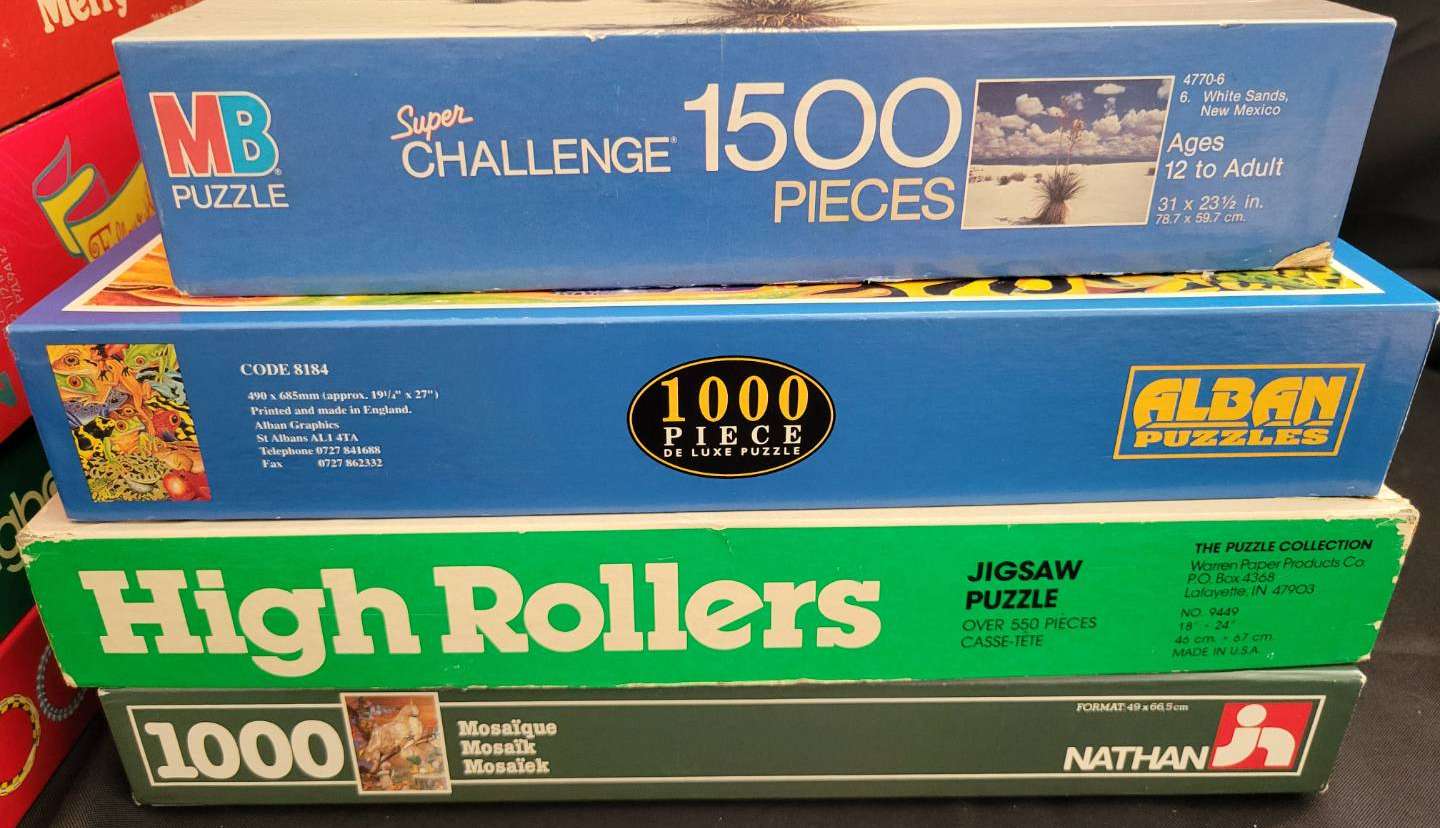 Merry
MB
PUZZLE
Super
CHALLENGE®
1500
PIECES
4770-6
6. White Sands,
New Mexico
Ages
12 to Adult
31 x 23½ in.
78.7 x 59.7 cm.
CODE 8184
490 x 685mm (approx. 19¼" x 27")
Printed and made in England.
Alban Graphics
St Albans AL1 4TA
Telephone 0727 841688
Fax 0727 862332
1000
PIECE
DE LUXE PUZZLE
ALBAN
PUZZLES
High Rollers
JIGSAW
PUZZLE
OVER 550 PIECES
CASSE-TÊTE
THE PUZZLE COLLECTION
Warren Paper Products Co.
P.O. Box 4368
Lafayette, IN 47903
NO. 9449
18" · 24"
46 cm. · 67 cm.
MADE IN U.S.A.
1000
Mosaïque
Mosaïk
Mosaïek
FORMAT: 49 x 66,5 cm
NATHAN
jn